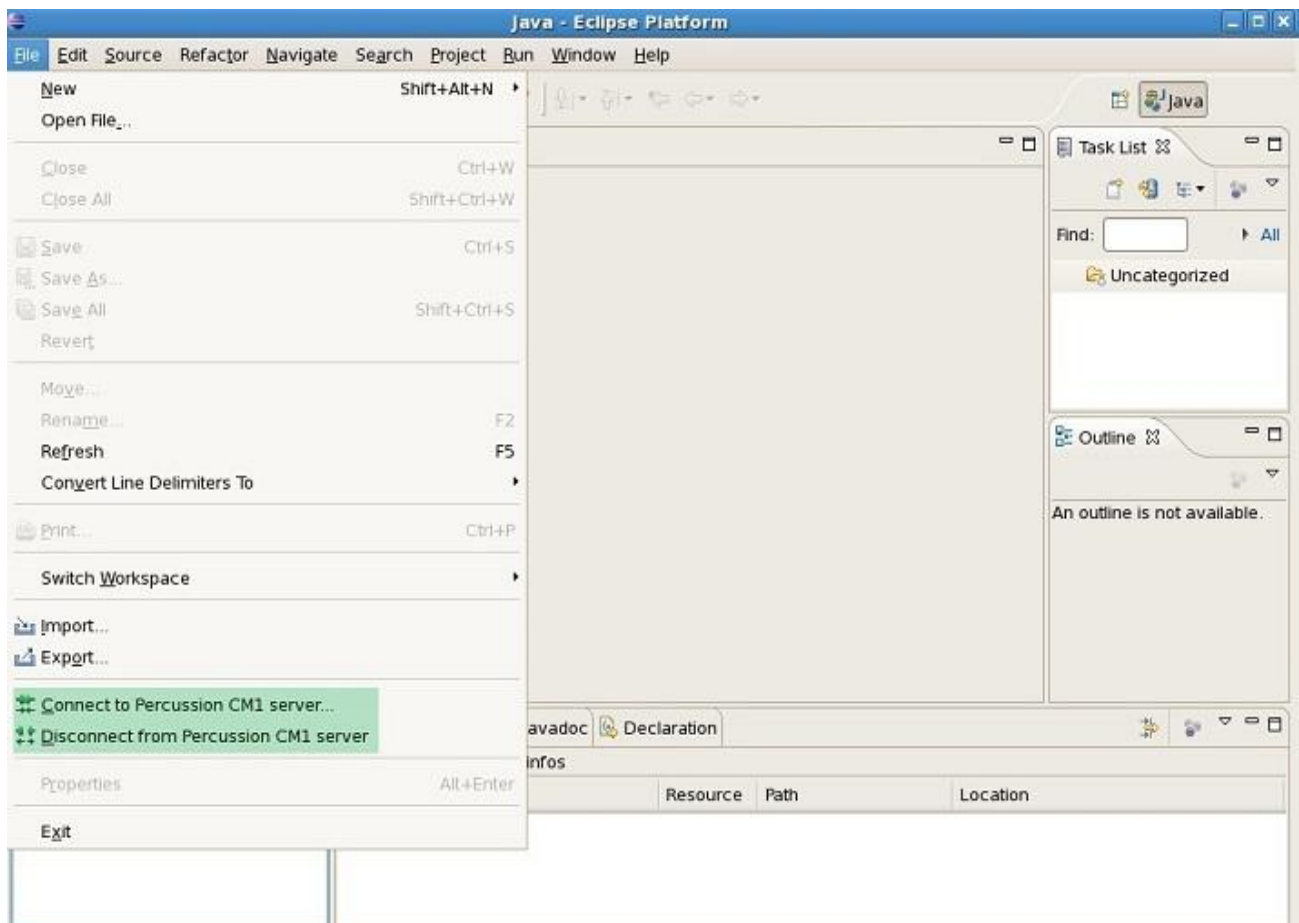 Java - Eclipse Platform
File Edit Source Refactor Navigate Search Project Run Window Help
New Shift+Alt+N
Open File...
Java
Close Ctrl+W
Close All Shift+Ctrl+W
Task List
Save Ctrl+S
Save As...
Save All Shift+Ctrl+S
Revert
Find: All
Uncategorized
Move...
Rename... F2
Refresh F5
Convert Line Delimiters To
Outline
An outline is not available.
Print... Ctrl+P
Switch Workspace
Import...
Export...
Connect to Percussion CM1 server...
Disconnect from Percussion CM1 server
avadoc Declaration
infos
Properties Alt+Enter
Resource Path Location
Exit